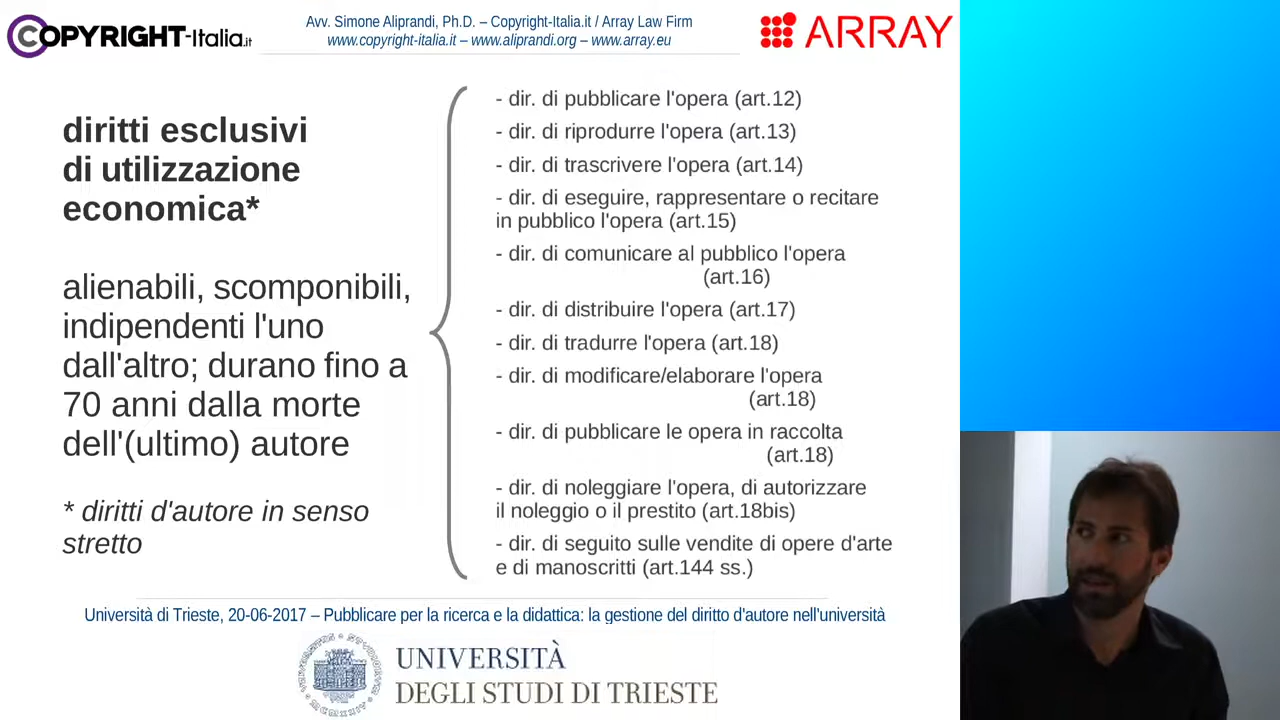 COPYRIGHT-Italia.it
Avv. Simone Aliprandi, Ph.D. – Copyright-Italia.it / Array Law Firm
www.copyright-italia.it – www.aliprandi.org – www.array.eu
ARRAY
diritti esclusivi
di utilizzazione
economica*
alienabili, scomponibili,
indipendenti l'uno
dall'altro; durano fino a
70 anni dalla morte
dell'(ultimo) autore
* diritti d'autore in senso
stretto
- dir. di pubblicare l'opera (art.12)
- dir. di riprodurre l'opera (art.13)
- dir. di trascrivere l'opera (art.14)
- dir. di eseguire, rappresentare o recitare
in pubblico l'opera (art.15)
- dir. di comunicare al pubblico l'opera
(art.16)
- dir. di distribuire l'opera (art.17)
- dir. di tradurre l'opera (art.18)
- dir. di modificare/elaborare l'opera
(art.18)
- dir. di pubblicare le opera in raccolta
(art.18)
- dir. di noleggiare l'opera, di autorizzare
il noleggio o il prestito (art.18bis)
- dir. di seguito sulle vendite di opere d'arte
e di manoscritti (art.144 ss.)
Università di Trieste, 20-06-2017 – Pubblicare per la ricerca e la didattica: la gestione del diritto d'autore nell'università
UNIVERSITÀ
DEGLI STUDI DI TRIESTE